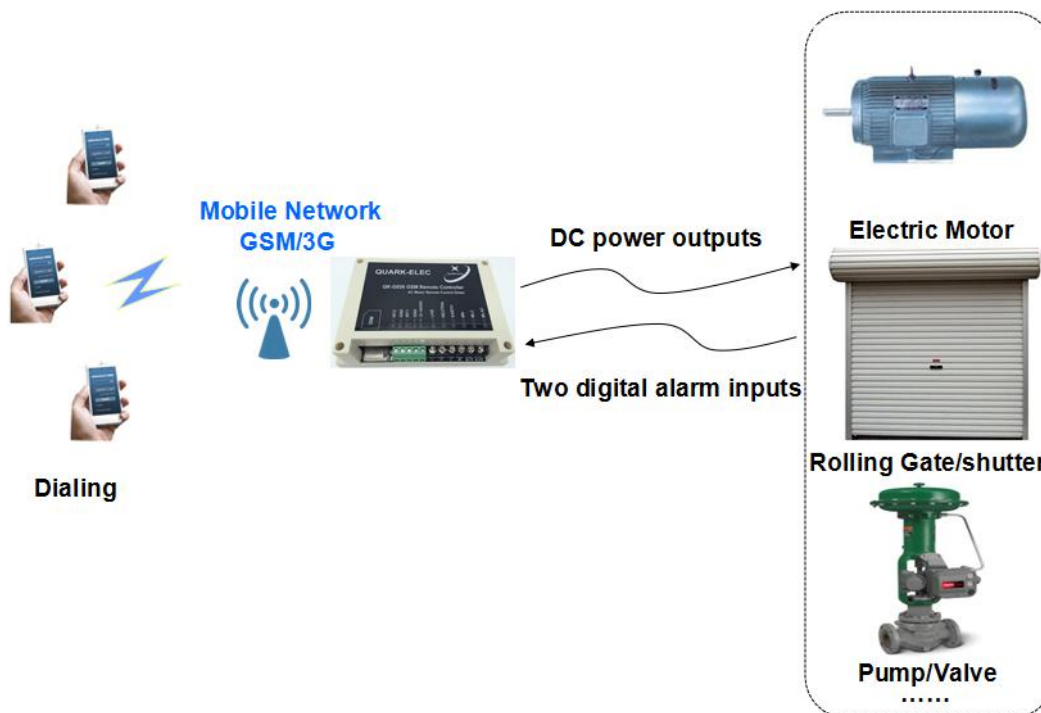 Mobile Network
GSM/3G
QUARK-ELEC
DC power outputs
Two digital alarm inputs
Dialing
Electric Motor
Rolling Gate/shutter
Pump/Valve
......